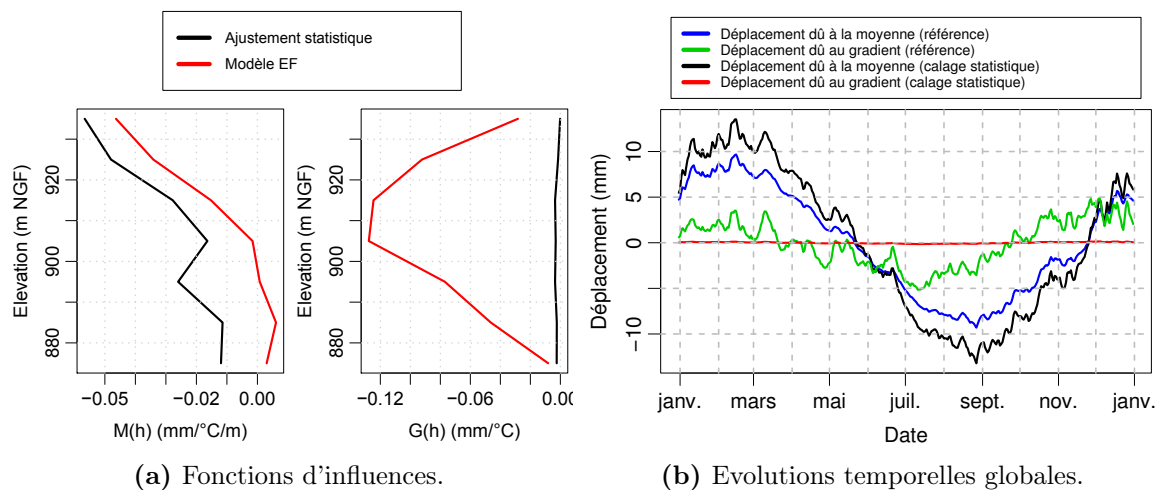 Ajustement statistique
Modèle EF
Elevation (m NGF)
920
900
880
−0.05
−0.02
0.00
M(h) (mm/°C/m)
Elevation (m NGF)
920
900
880
−0.12
−0.06
0.00
G(h) (mm/°C)
(a) Fonctions d'influences.
Déplacement dû à la moyenne (référence)
Déplacement dû au gradient (référence)
Déplacement dû à la moyenne (calage statistique)
Déplacement dû au gradient (calage statistique)
Déplacement (mm)
10
5
0
−10
janv.
mars
mai
juil.
sept.
nov.
janv.
Date
(b) Evolutions temporelles globales.